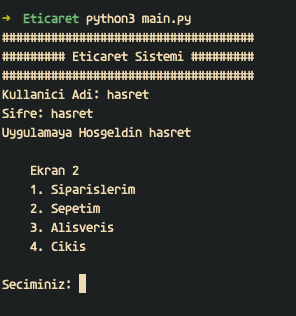 ➜ Eticaret python3 main.py
####################################
######### Eticaret Sistemi #########
####################################
Kullanici Adi: hasret
Sifre: hasret
Uygulamaya Hosgeldin hasret
Ekran 2
1. Siparislerim
2. Sepetim
3. Alisveris
4. Cikis
Seciminiz: